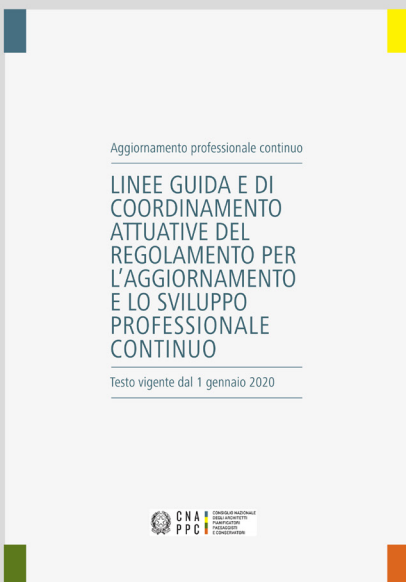 Aggiornamento professionale continuo
LINEE GUIDA E DI
COORDINAMENTO
ATTUATIVE DEL
REGOLAMENTO PER
L'AGGIORNAMENTO
E LO SVILUPPO
PROFESSIONALE
CONTINUO
Testo vigente dal 1 gennaio 2020
CNA
PPC
CONSIGLIO NAZIONALE
DEGLI ARCHITETTI
PIANIFICATORI
PAESAGGISTI
E CONSERVATORI